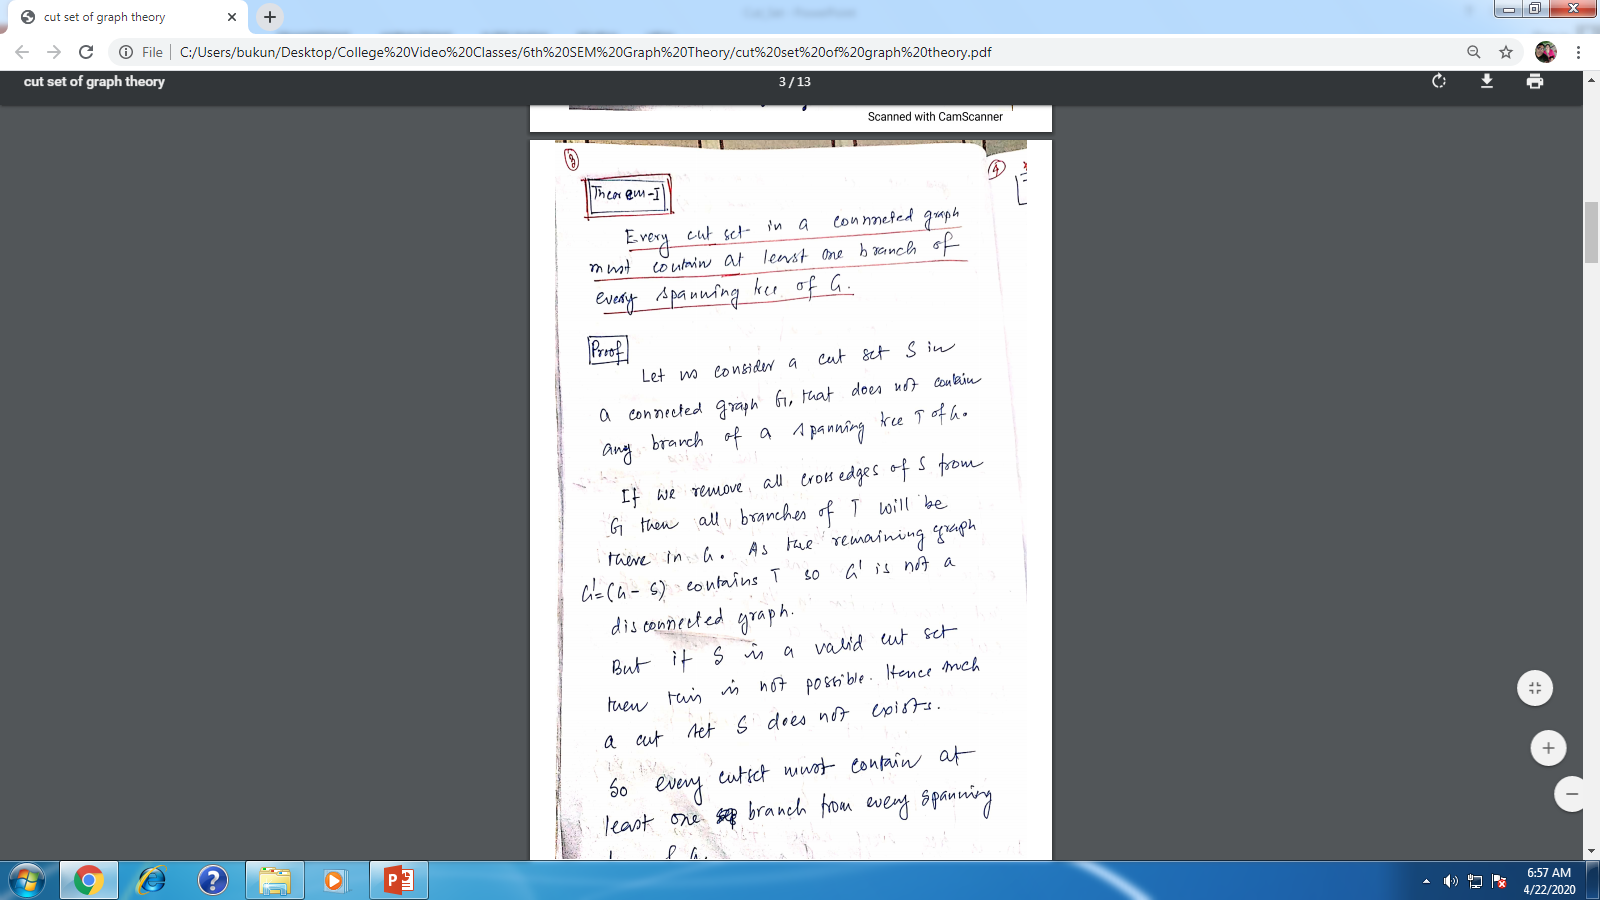 Cut_Set - PowerPoint
cut set of graph theory
File
C:/Users/bukun/Desktop/College%20Video%20Classes/6th%20SEM%20Graph%20Theory/cut%20set%20of%20graph%20theory.pdf
cut set of graph theory
3 / 13
Scanned with CamScanner
3
4
Theorem-I
Every cut set in a connneted graph
must contain at least one branch of
every spanning tree of G.
Proof
Let us consider a cut set S in
a connected graph G, that does not contain
any branch of a spanning tree T of G.
If we remove all cross edges of S from
G then all branches of T will be
there in G. As the remaining graph
G'=(G-S) contains T so G' is not a
disconnected graph.
But if S is a valid cut set
then this is not possible. Hence such
a cut set S does not exists.
So every cutset must contain at
least one branch from every spanning
6:57 AM
4/22/2020